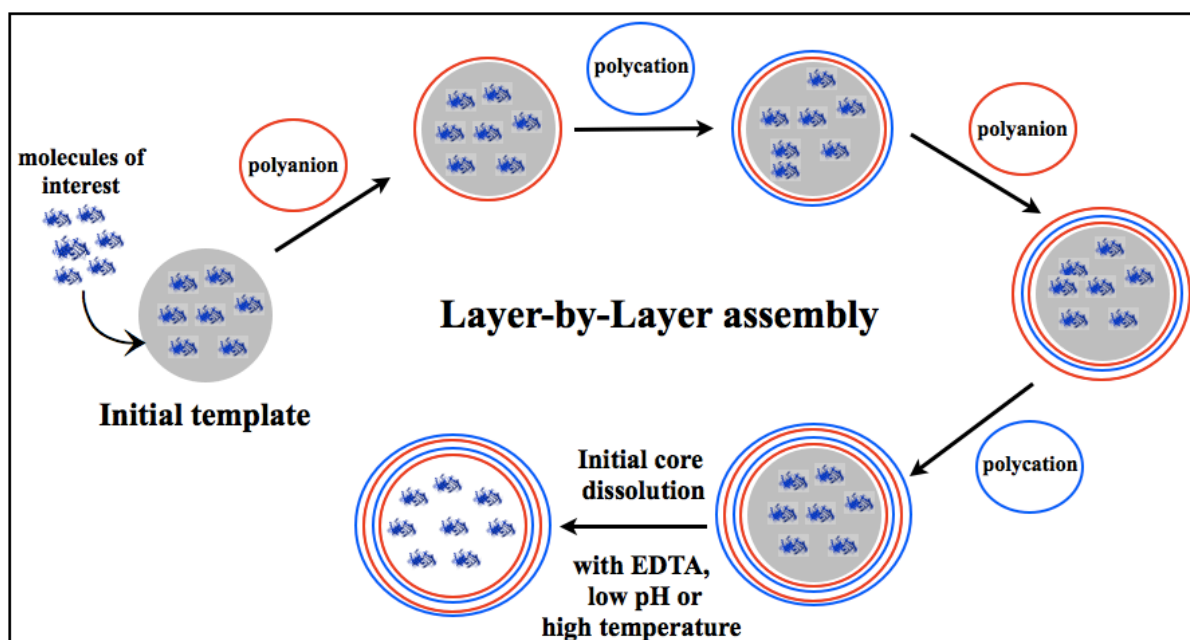 molecules of
interest
Initial template
polyanion
polycation
polyanion
Layer-by-Layer assembly
polycation
Initial core
dissolution
with EDTA,
low pH or
high temperature